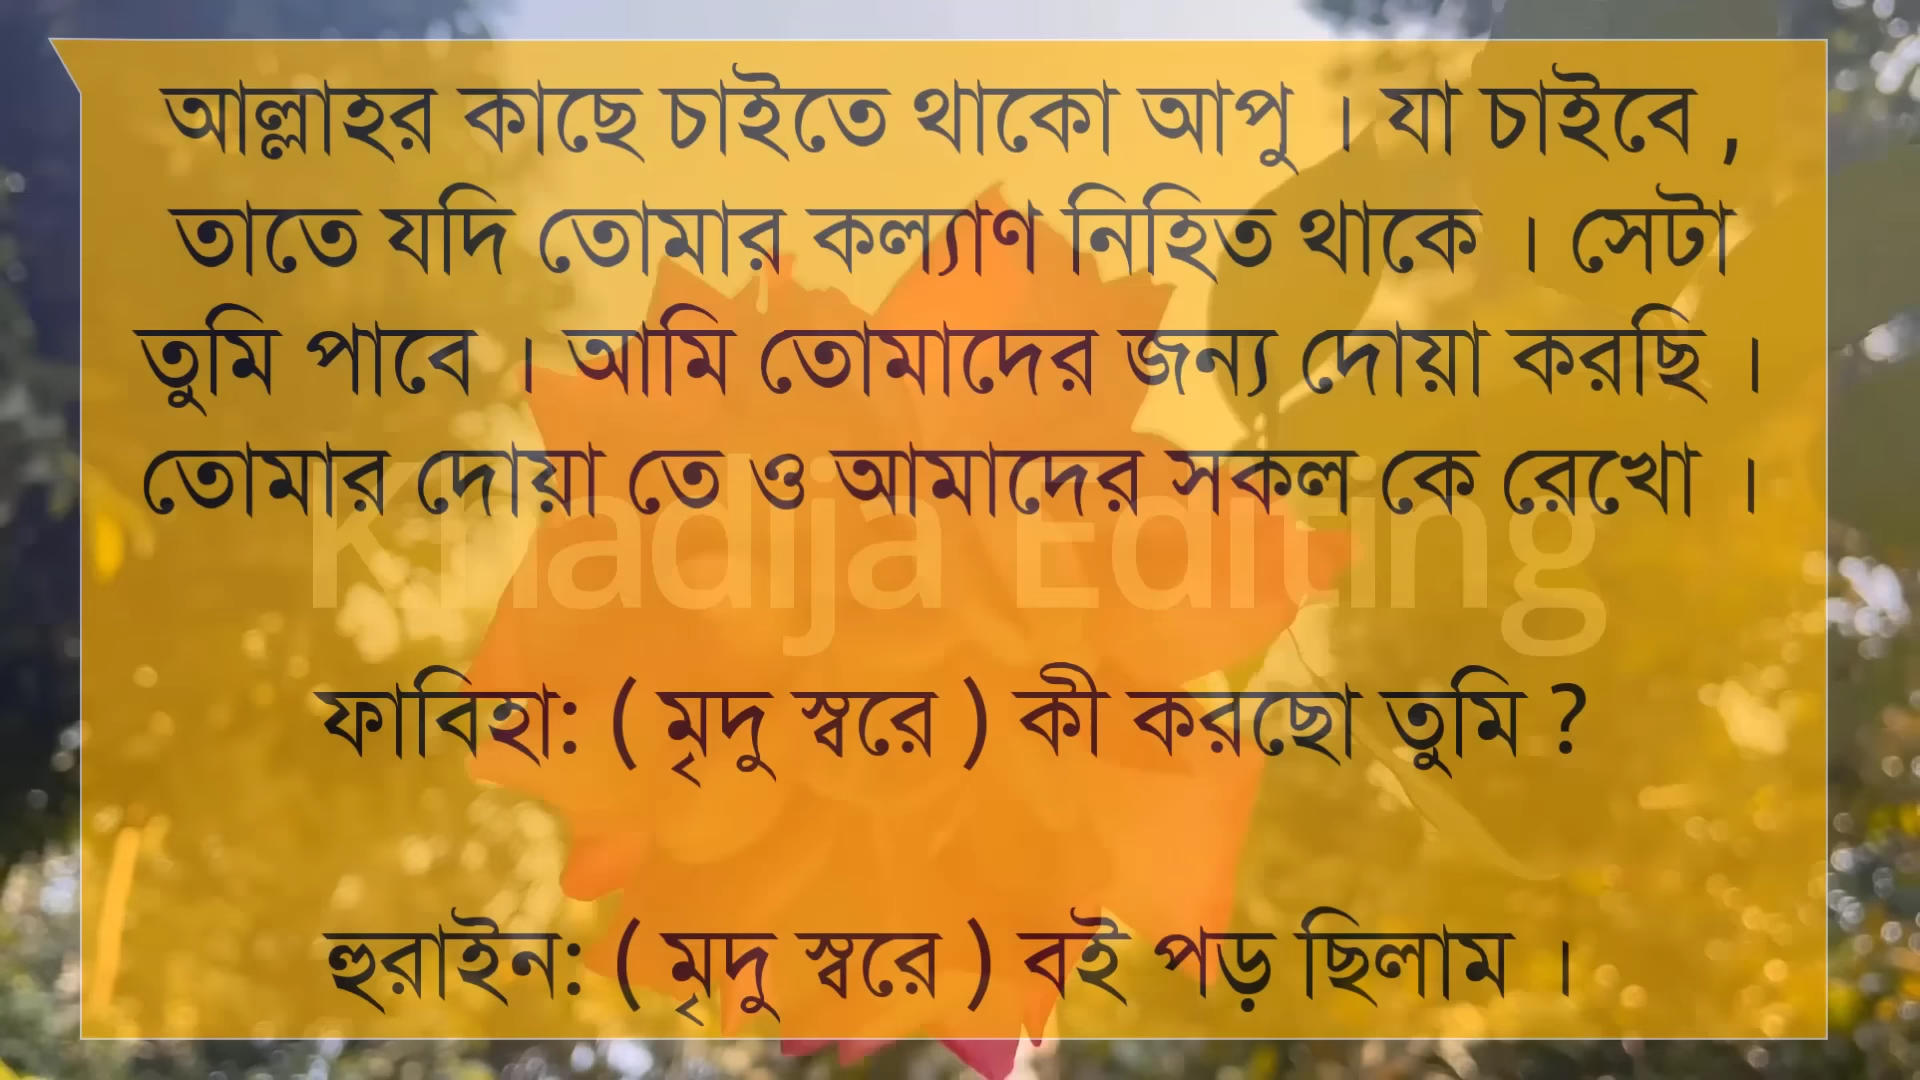 আল্লাহর কাছে চাইতে থাকো আপু । যা চাইবে ,
তাতে যদি তোমার কল্যাণ নিহিত থাকে । সেটা
তুমি পাবে । আমি তোমাদের জন্য দোয়া করছি ।
তোমার দোয়া তে ও আমাদের সকল কে রেখো ।
Khadija Editing
ফাবিহা: ( মৃদু স্বরে ) কী করছো তুমি ?
হুরাইন: ( মৃদু স্বরে ) বই পড় ছিলাম ।